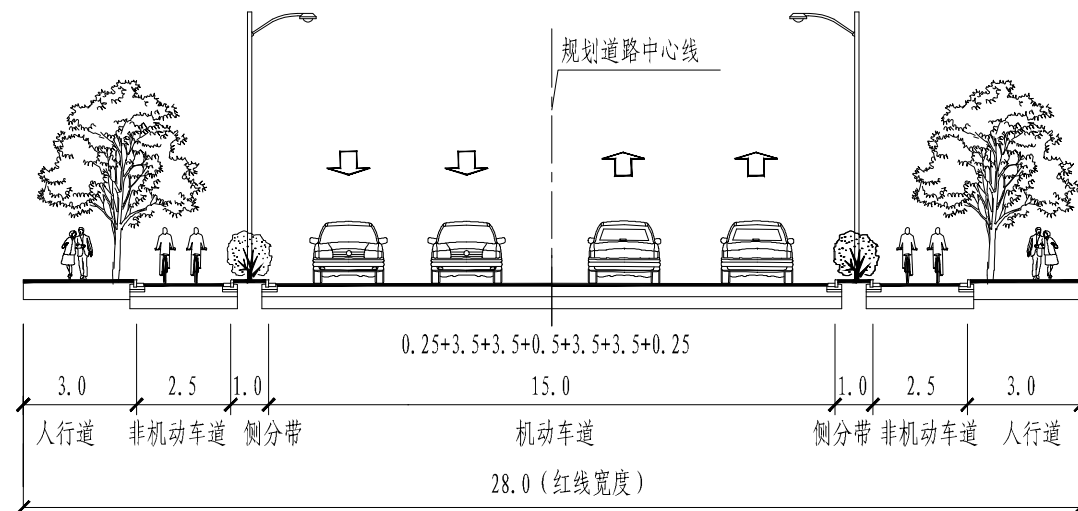 规划道路中心线
0.25+3.5+3.5+0.5+3.5+3.5+0.25
3.0 2.5 1.0 15.0 1.0 2.5 3.0
人行道 非机动车道 侧分带 机动车道 侧分带 非机动车道 人行道
28.0(红线宽度)